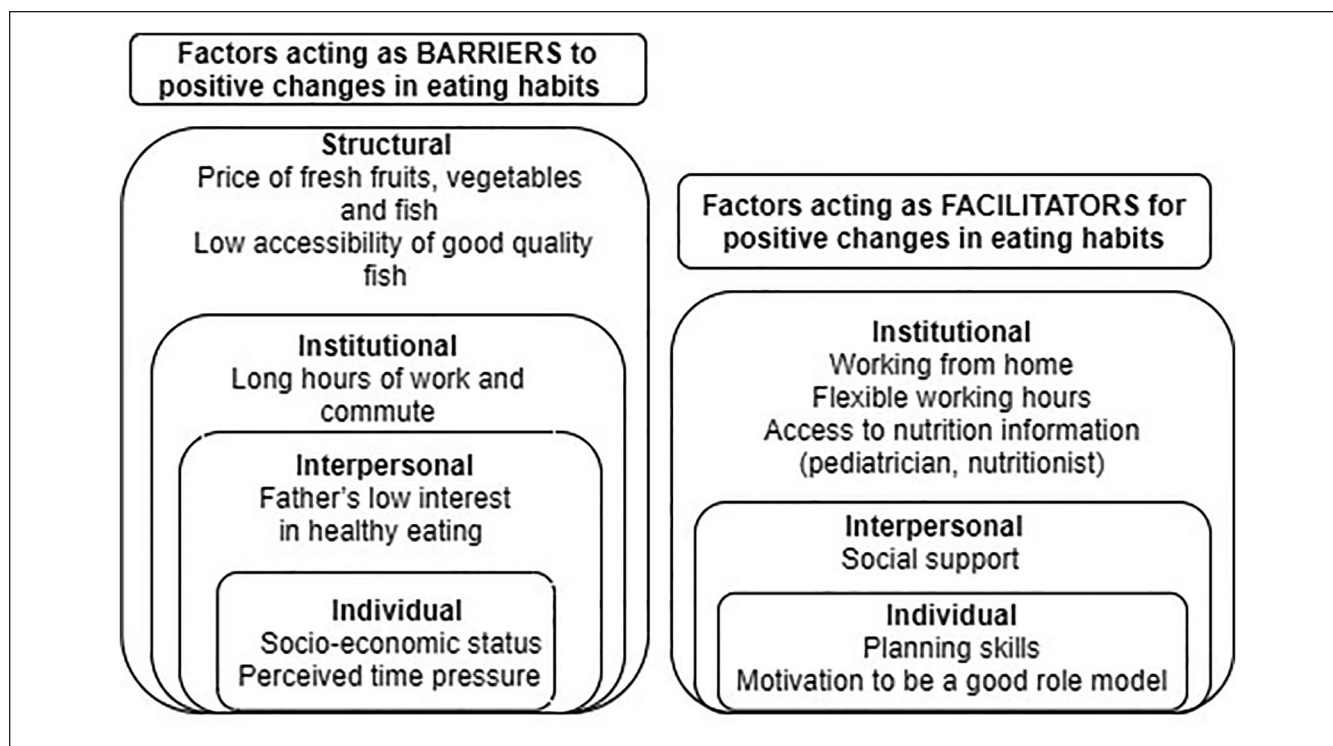 Factors acting as BARRIERS to
positive changes in eating habits
Structural
Price of fresh fruits, vegetables
and fish
Low accessibility of good quality
fish
Institutional
Long hours of work and
commute
Interpersonal
Father's low interest
in healthy eating
Individual
Socio-economic status
Perceived time pressure
Factors acting as FACILITATORS for
positive changes in eating habits
Institutional
Working from home
Flexible working hours
Access to nutrition information
(pediatrician, nutritionist)
Interpersonal
Social support
Individual
Planning skills
Motivation to be a good role model